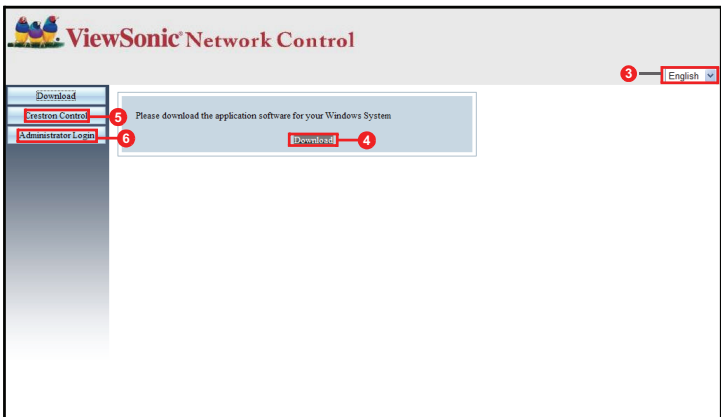 ViewSonic® Network Control
3
English
Download
Crestron Control
5
Please download the application software for your Windows System
Administrator Login
6
Download
4